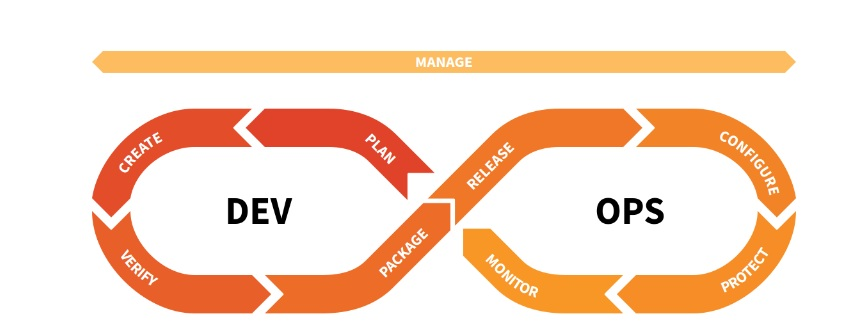 MANAGE
PLAN
CREATE
RELEASE
CONFIGURE
DEV
OPS
VERIFY
PACKAGE
MONITOR
PROTECT